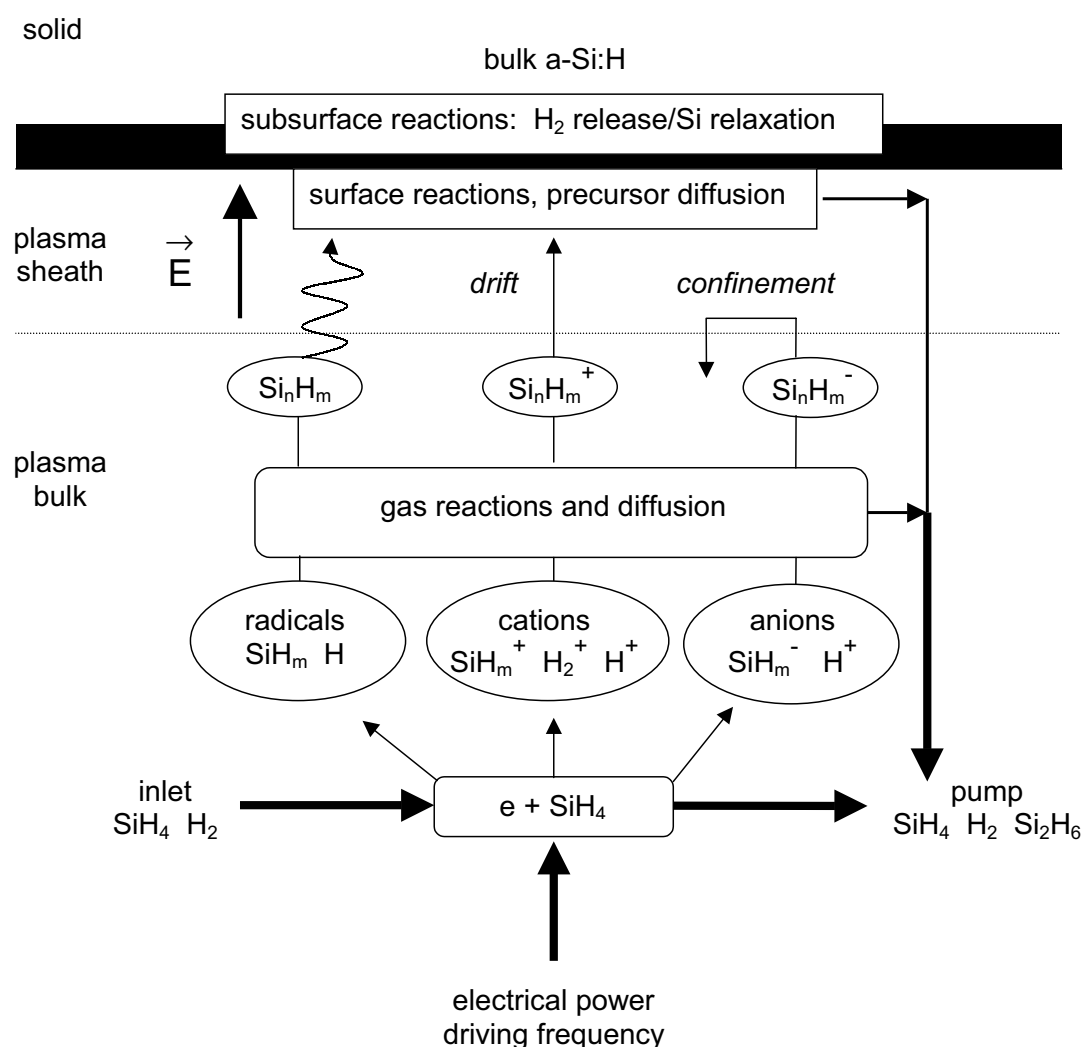 solid
bulk a-Si:H
subsurface reactions: H₂ release/Si relaxation
surface reactions, precursor diffusion
plasma
sheath
→
E
drift
confinement
SiₙHₘ
SiₙHₘ⁺
SiₙHₘ⁻
plasma
bulk
gas reactions and diffusion
radicals
SiHₘ H
cations
SiHₘ⁺ H₂⁺ H⁺
anions
SiHₘ⁻ H⁺
inlet
SiH₄ H₂
e + SiH₄
pump
SiH₄ H₂ Si₂H₆
electrical power
driving frequency